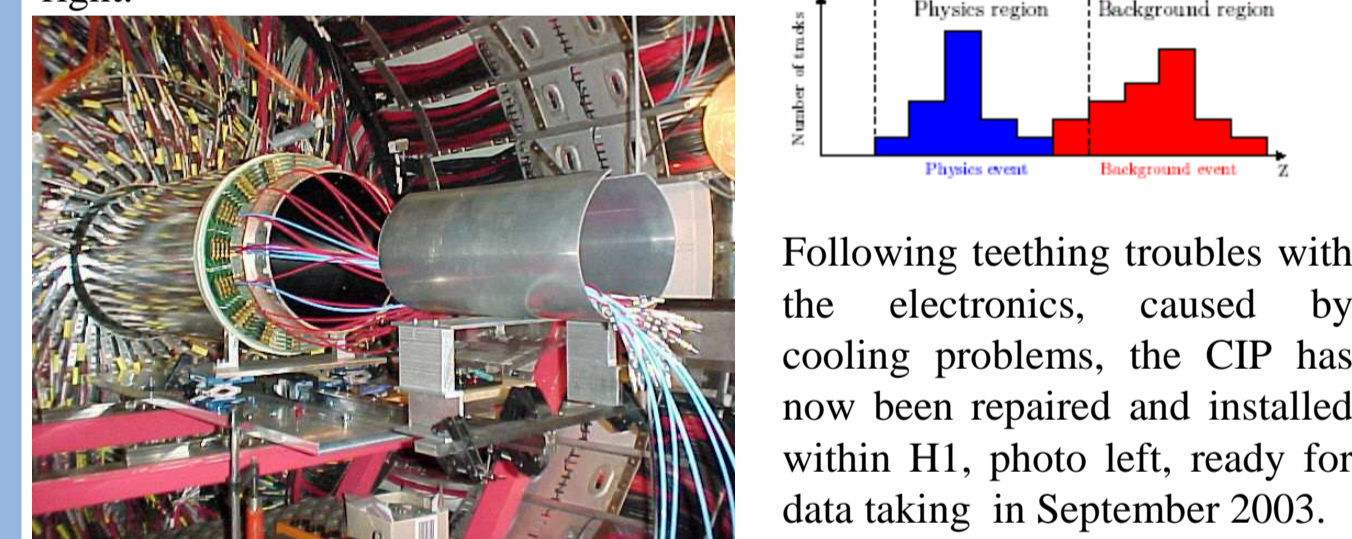 right.
Physics region
Background region
Number of tracks
Physics event
Background event
Z
Following teething troubles with
the electronics, caused by
cooling problems, the CIP has
now been repaired and installed
within H1, photo left, ready for
data taking in September 2003.